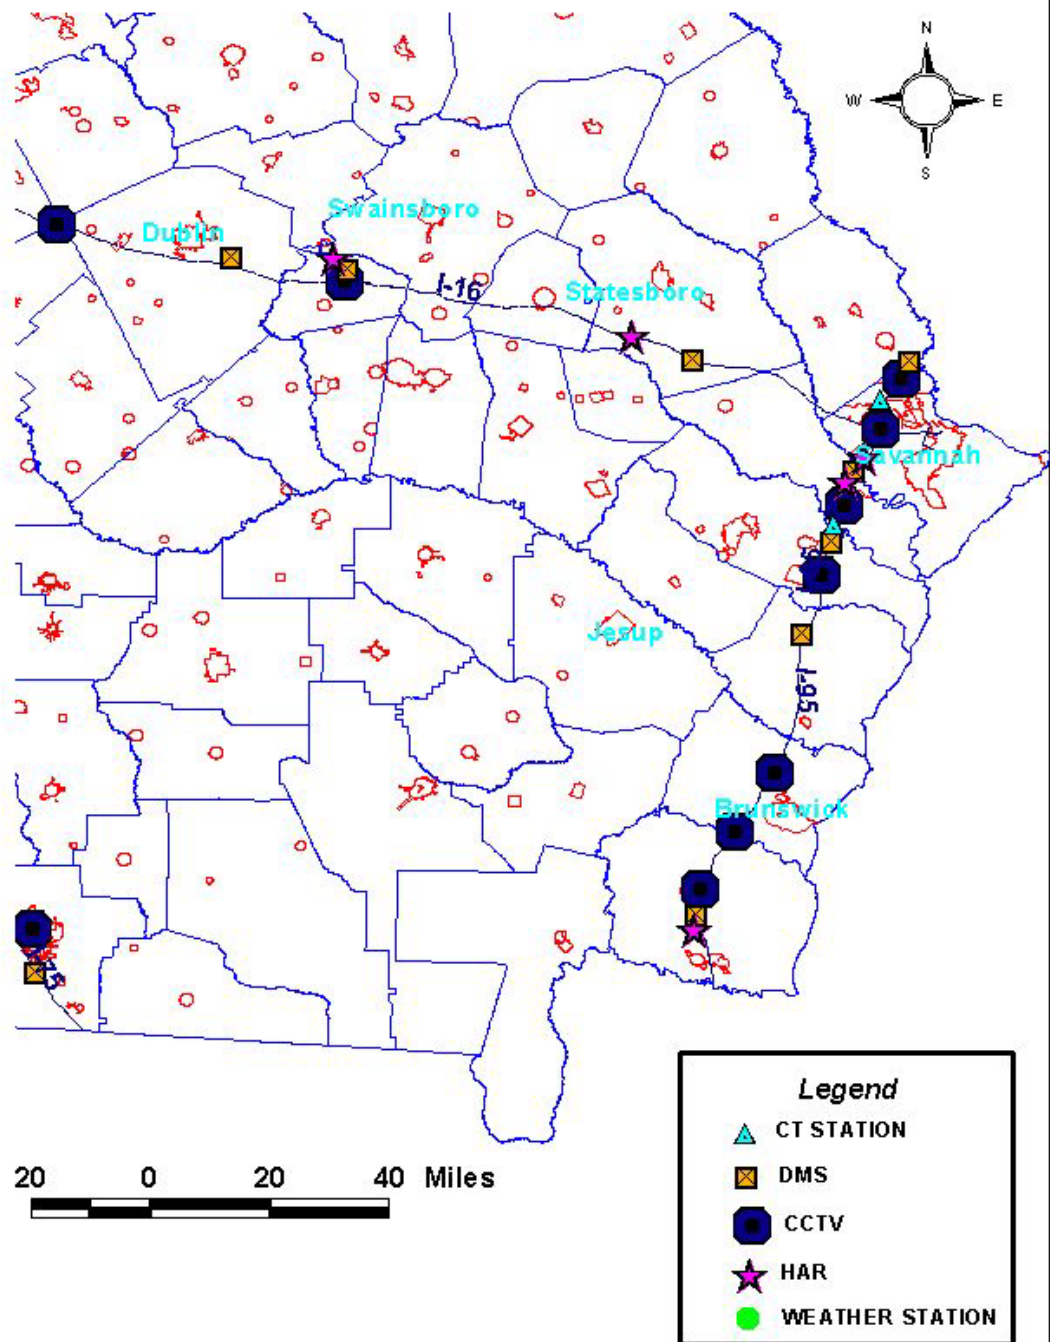 N
W E
S
Swainsboro
Dublin
I-16
Statesboro
Savannah
Jesup
I-95
Brunswick
20 0 20 40 Miles
Legend
CT STATION
DMS
CCTV
HAR
WEATHER STATION